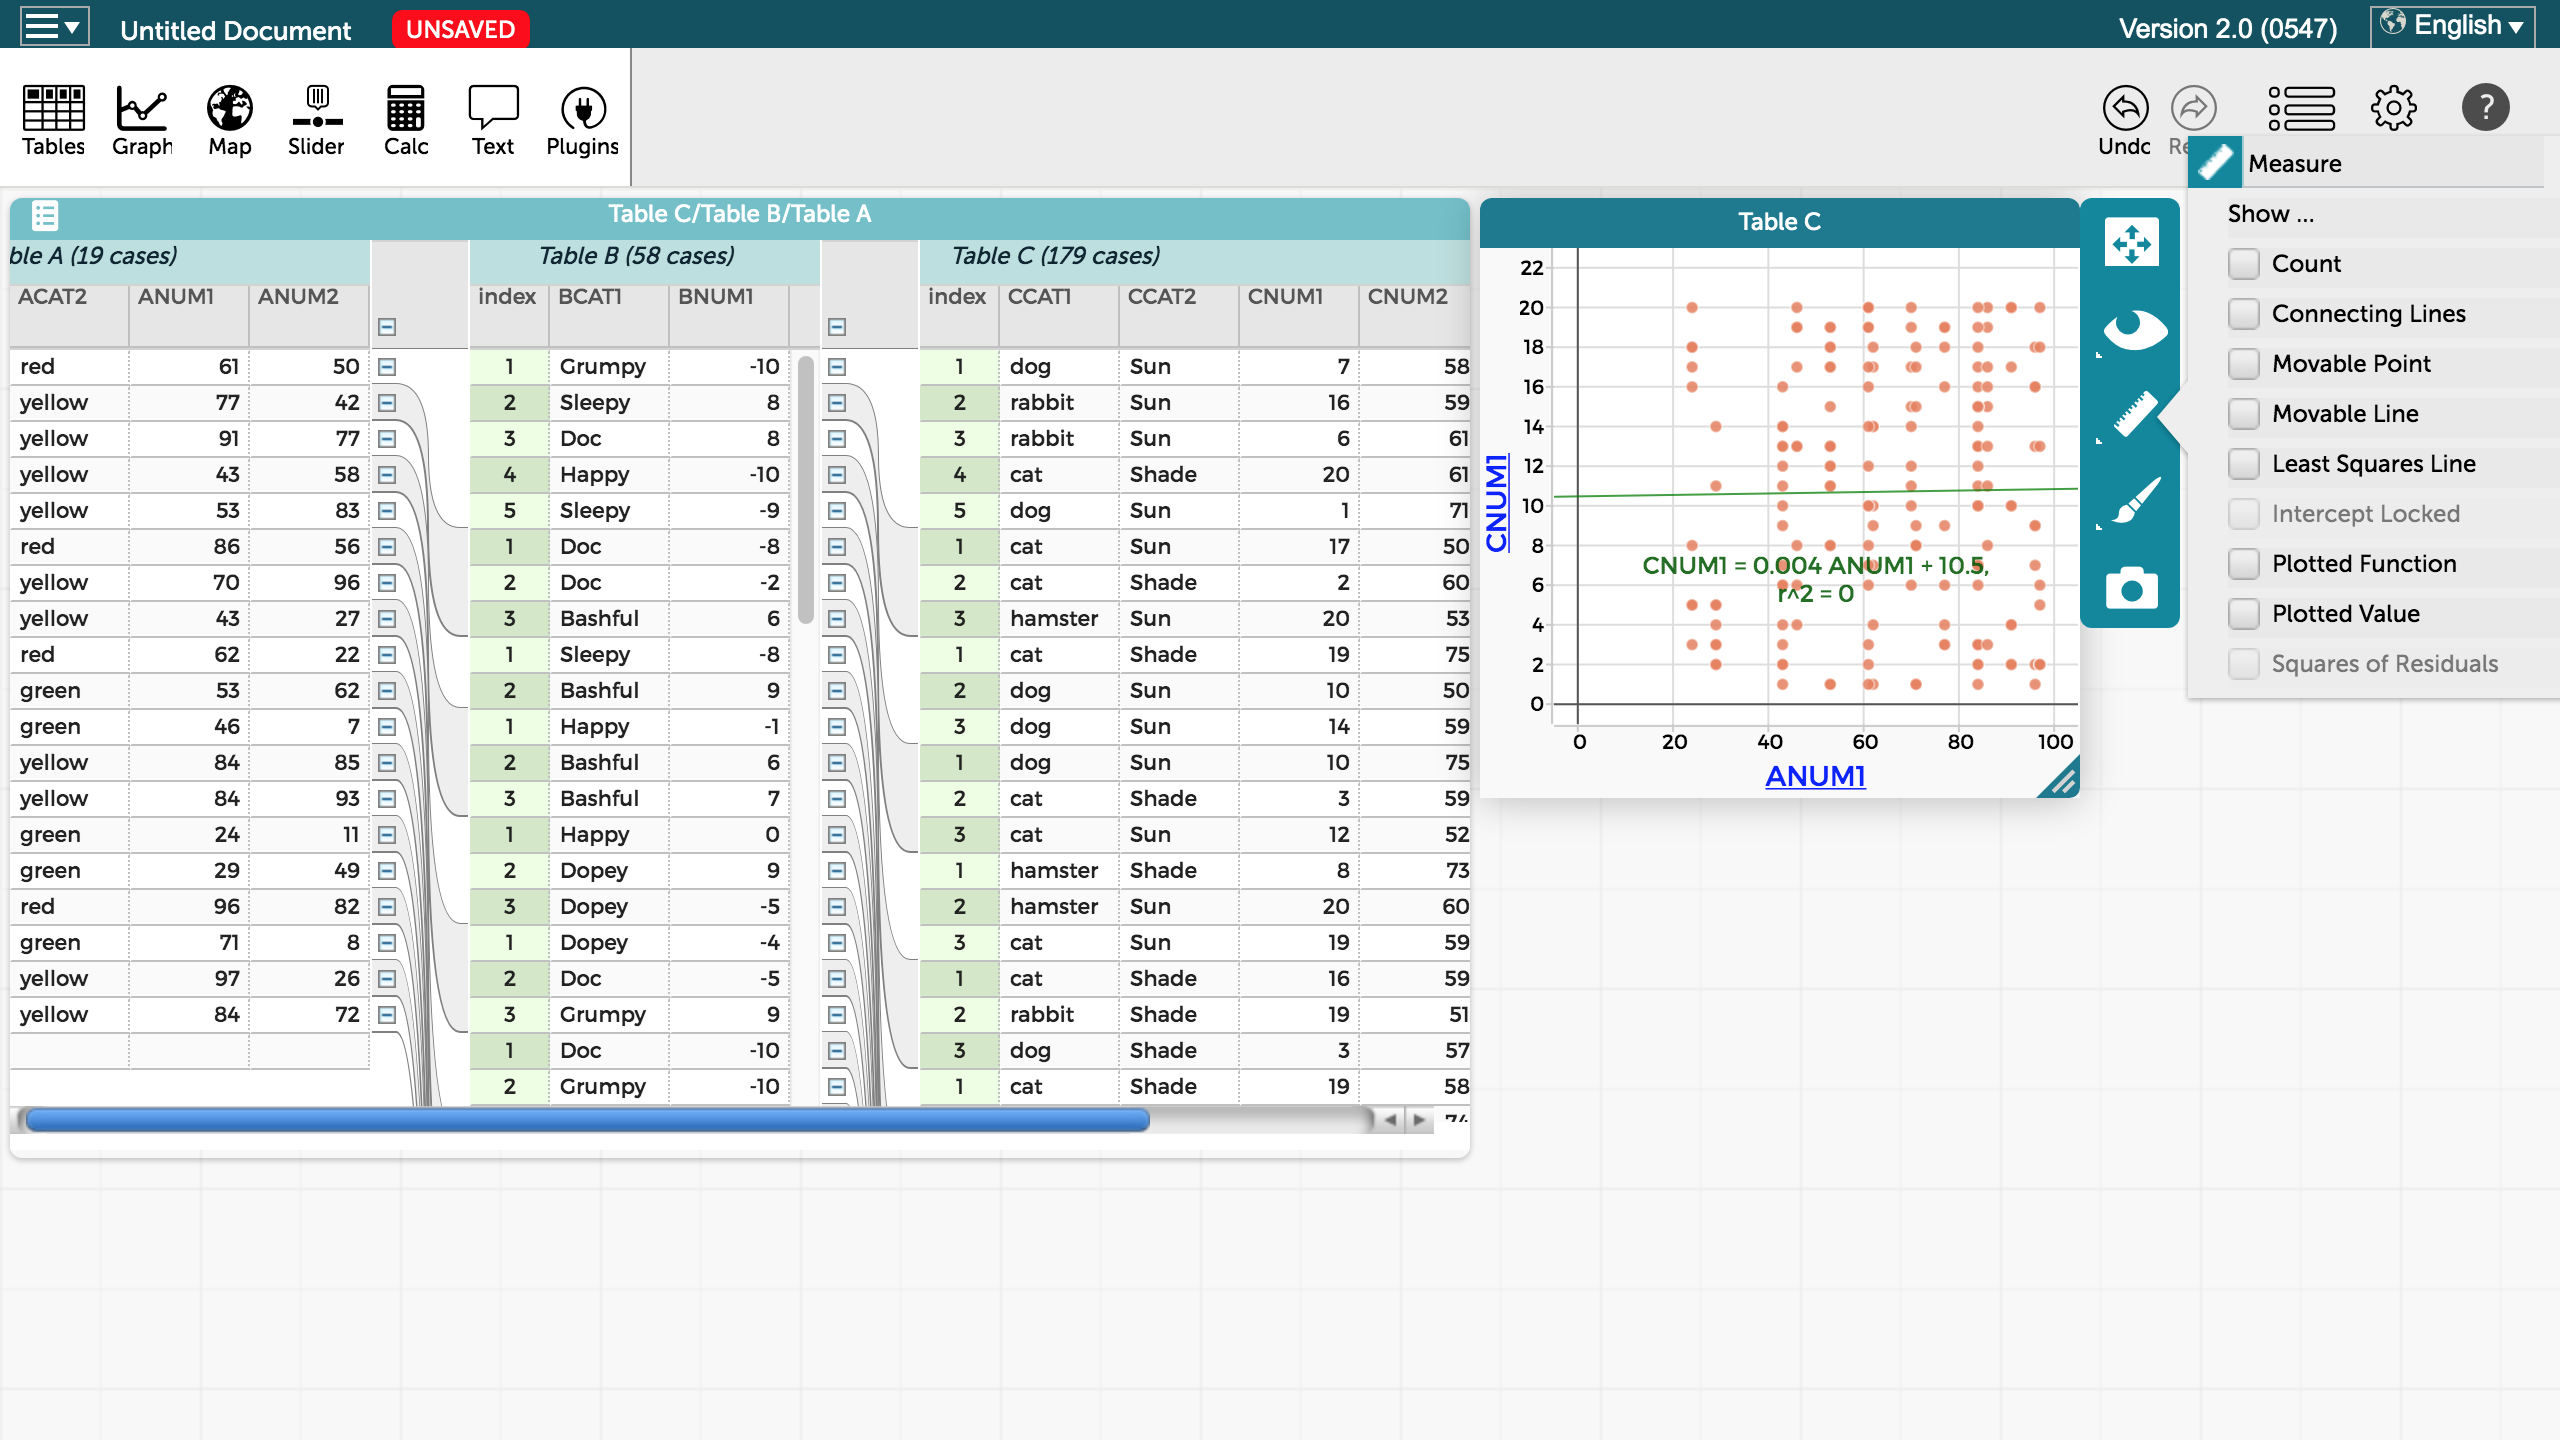 Untitled Document UNSAVED Version 2.0 (0547) English
Tables Graph Map Slider Calc Text Plugins Undo
Measure
Show ...
Count
Connecting Lines
Movable Point
Movable Line
Least Squares Line
Intercept Locked
Plotted Function
Plotted Value
Squares of Residuals
Table C/Table B/Table A
ble A (19 cases) Table B (58 cases) Table C (179 cases)
ACAT2 ANUM1 ANUM2 index BCAT1 BNUM1 index CCAT1 CCAT2 CNUM1 CNUM2
red 61 50 1 Grumpy -10 1 dog Sun 7 58
yellow 77 42 2 Sleepy 8 2 rabbit Sun 16 59
yellow 91 77 3 Doc 8 3 rabbit Sun 6 61
yellow 43 58 4 Happy -10 4 cat Shade 20 61
yellow 53 83 5 Sleepy -9 5 dog Sun 1 71
red 86 56 1 Doc -8 1 cat Sun 17 50
yellow 70 96 2 Doc -2 2 cat Shade 2 60
yellow 43 27 3 Bashful 6 3 hamster Sun 20 53
red 62 22 1 Sleepy -8 1 cat Shade 19 75
green 53 62 2 Bashful 9 2 dog Sun 10 50
green 46 7 1 Happy -1 3 dog Sun 14 59
yellow 84 85 2 Bashful 6 1 dog Sun 10 75
yellow 84 93 3 Bashful 7 2 cat Shade 3 59
green 24 11 1 Happy 0 3 cat Sun 12 52
green 29 49 2 Dopey 9 1 hamster Shade 8 73
red 96 82 3 Dopey -5 2 hamster Sun 20 60
green 71 8 1 Dopey -4 3 cat Sun 19 59
yellow 97 26 2 Doc -5 1 cat Shade 16 59
yellow 84 72 3 Grumpy 9 2 rabbit Shade 19 51
1 Doc -10 3 dog Shade 3 57
2 Grumpy -10 1 cat Shade 19 58
Table C
22
20
18
16
14
12
10
8
6
4
2
0
CNUM1
CNUM1 = 0.004 ANUM1 + 10.5,
r^2 = 0
0 20 40 60 80 100
ANUM1